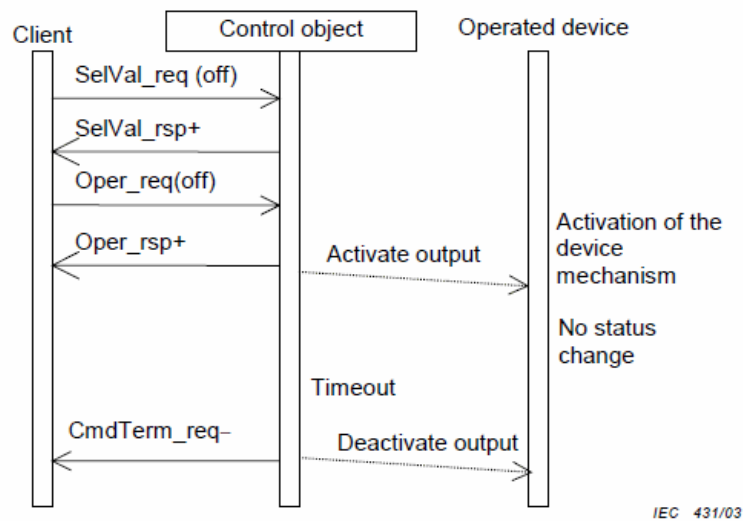 Client
Control object
Operated device
SelVal_req (off)
SelVal_rsp+
Oper_req(off)
Oper_rsp+
Activate output
Activation of the
device
mechanism
No status
change
Timeout
CmdTerm_req–
Deactivate output
IEC 431/03